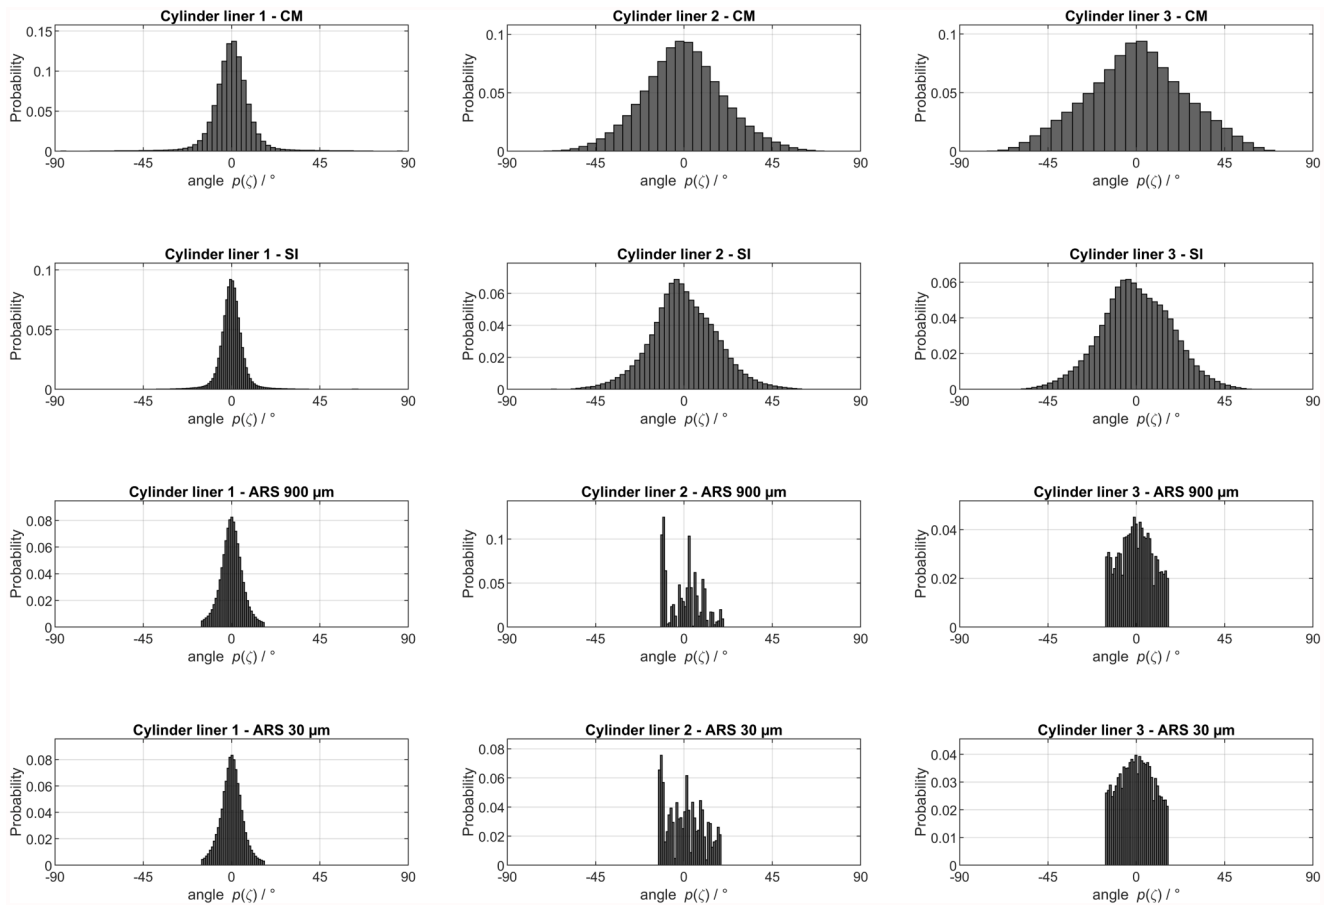 Cylinder liner 1 - CM
Probability
0.15
0.1
0.05
0
-90
-45
0
45
90
angle p(ζ) / °
Cylinder liner 2 - CM
Probability
0.1
0.05
0
-90
-45
0
45
90
angle p(ζ) / °
Cylinder liner 3 - CM
Probability
0.1
0.05
0
-90
-45
0
45
90
angle p(ζ) / °
Cylinder liner 1 - SI
Probability
0.1
0.05
0
-90
-45
0
45
90
angle p(ζ) / °
Cylinder liner 2 - SI
Probability
0.06
0.04
0.02
0
-90
-45
0
45
90
angle p(ζ) / °
Cylinder liner 3 - SI
Probability
0.06
0.04
0.02
0
-90
-45
0
45
90
angle p(ζ) / °
Cylinder liner 1 - ARS 900 µm
Probability
0.08
0.06
0.04
0.02
0
-90
-45
0
45
90
angle p(ζ) / °
Cylinder liner 2 - ARS 900 µm
Probability
0.1
0.05
0
-90
-45
0
45
90
angle p(ζ) / °
Cylinder liner 3 - ARS 900 µm
Probability
0.04
0.02
0
-90
-45
0
45
90
angle p(ζ) / °
Cylinder liner 1 - ARS 30 µm
Probability
0.08
0.06
0.04
0.02
0
-90
-45
0
45
90
angle p(ζ) / °
Cylinder liner 2 - ARS 30 µm
Probability
0.08
0.06
0.04
0.02
0
-90
-45
0
45
90
angle p(ζ) / °
Cylinder liner 3 - ARS 30 µm
Probability
0.04
0.03
0.02
0.01
0
-90
-45
0
45
90
angle p(ζ) / °